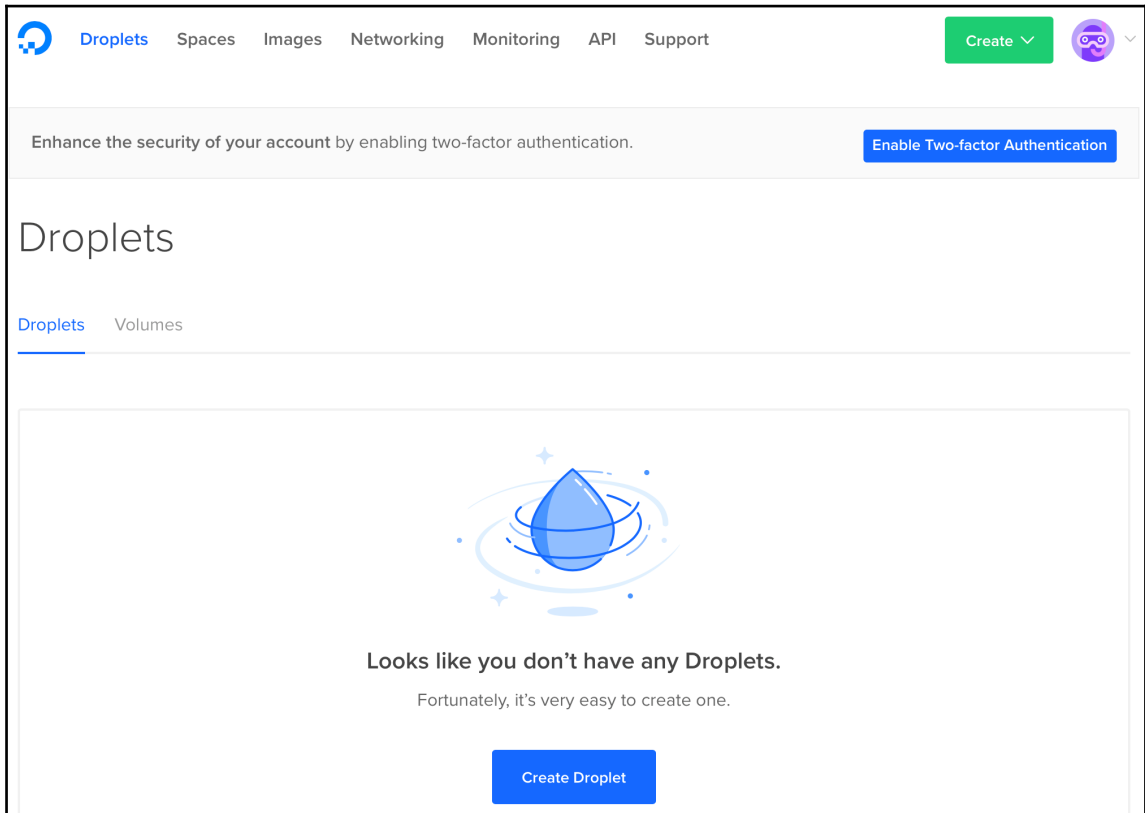 Droplets Spaces Images Networking Monitoring API Support Create
Enhance the security of your account by enabling two-factor authentication. Enable Two-factor Authentication
Droplets
Droplets Volumes
Looks like you don’t have any Droplets.
Fortunately, it’s very easy to create one.
Create Droplet